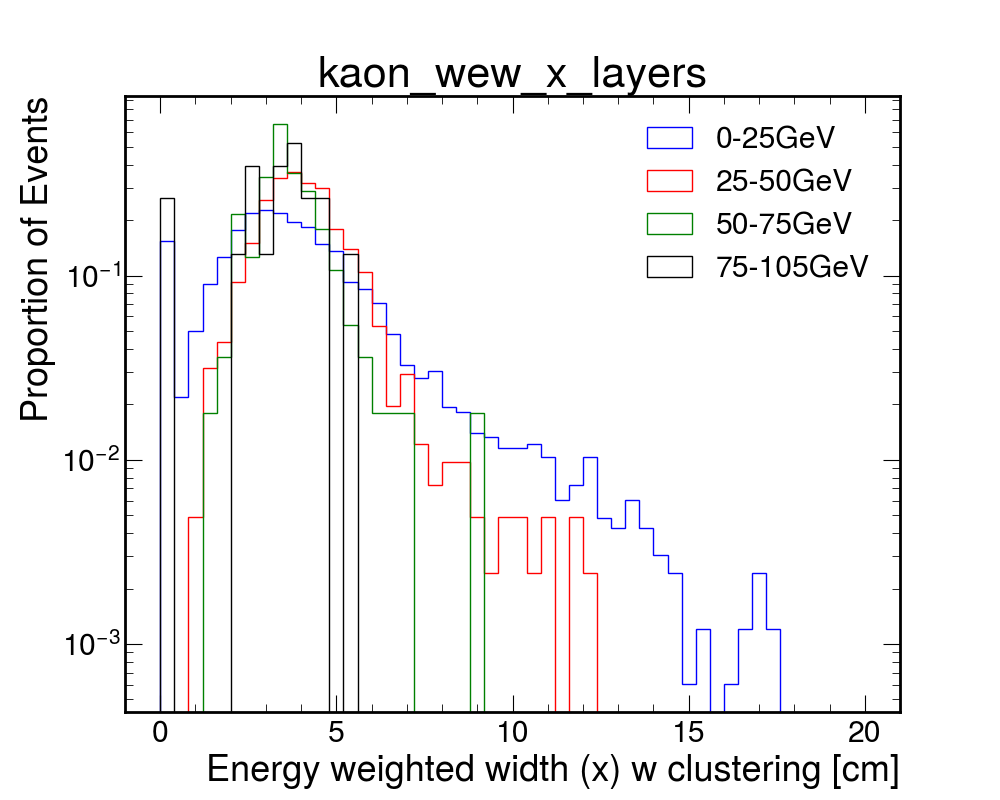 kaon_wew_x_layers
Proportion of Events
0-25GeV
25-50GeV
50-75GeV
75-105GeV
10⁻¹
10⁻²
10⁻³
0 5 10 15 20
Energy weighted width (x) w clustering [cm]